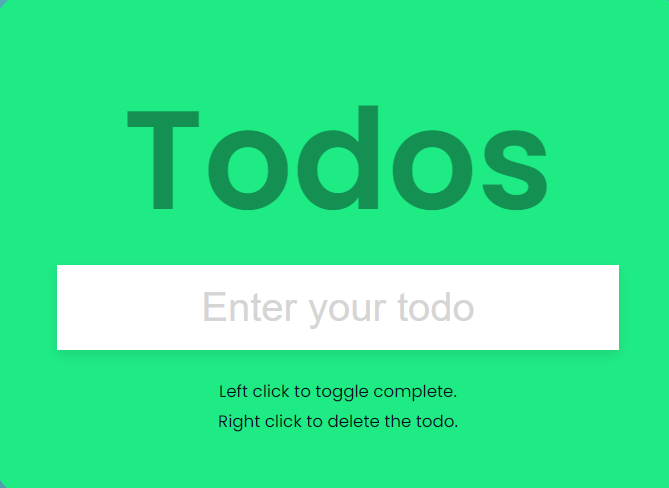 Todos
Enter your todo
Left click to toggle complete.
Right click to delete the todo.